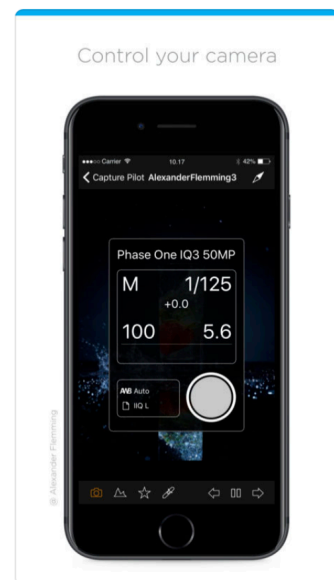 Control your camera
Carrier 10.17 42%
Capture Pilot AlexanderFlemming3
Phase One IQ3 50MP
M 1/125
+0.0
100 5.6
AWB Auto
IIQ L
@ Alexander Flemming